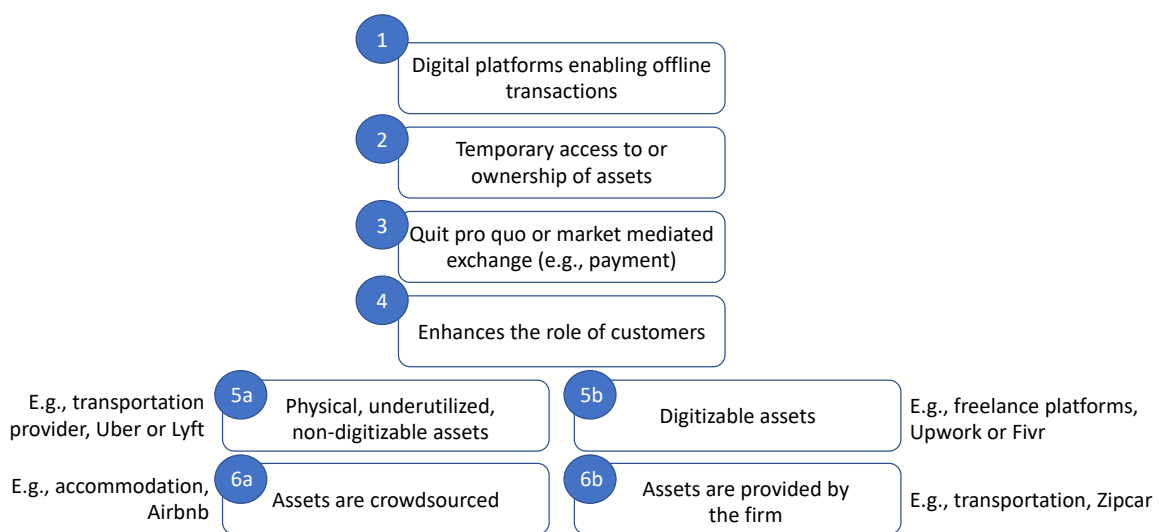 1
Digital platforms enabling offline
transactions
2
Temporary access to or
ownership of assets
3
Quit pro quo or market mediated
exchange (e.g., payment)
4
Enhances the role of customers
E.g., transportation
provider, Uber or Lyft
5a
Physical, underutilized,
non-digitizable assets
5b
Digitizable assets
E.g., freelance platforms,
Upwork or Fivr
E.g., accommodation,
Airbnb
6a
Assets are crowdsourced
6b
Assets are provided by
the firm
E.g., transportation, Zipcar